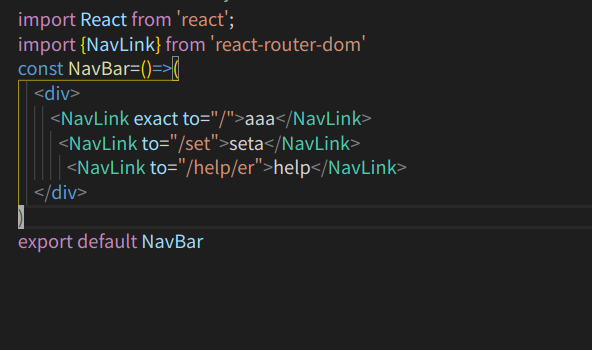 import React from 'react';
import {NavLink} from 'react-router-dom'
const NavBar=()=>(
<div>
<NavLink exact to="/">aaa</NavLink>
<NavLink to="/set">seta</NavLink>
<NavLink to="/help/er">help</NavLink>
</div>
)
export default NavBar